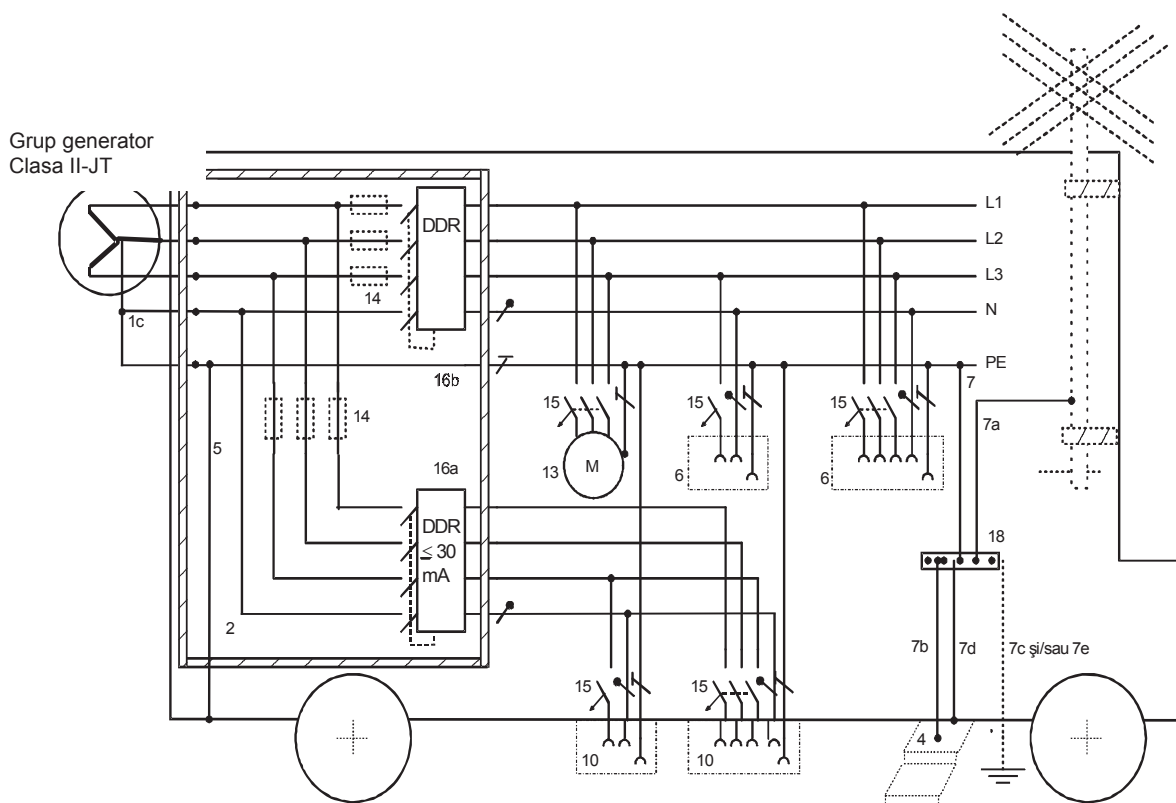 Grup generator
Clasa II-JT
L1
DDR
L2
L3
14
1c
N
PE
16b
7
15
15
15
7a
14
5
13
M
6
6
16a
DDR
≤ 30
mA
18
2
7b
7d
7c şi/sau 7e
15
15
4
10
10